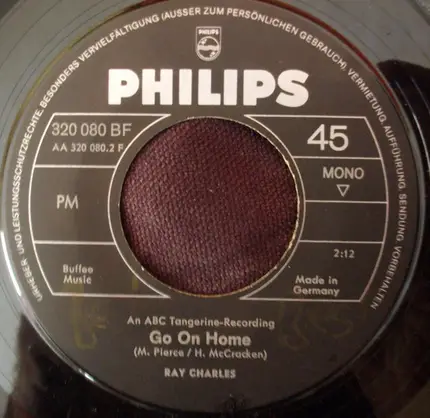 URHEBER- UND LEISTUNGSSCHUTZRECHTE, BESONDERS VERVIELFÄLTIGUNG (AUSSER ZUM PERSÖNLICHEN GEBRAUCH), VERMIETUNG, AUFFÜHRUNG, SENDUNG VORBEHALTEN
PHILIPS
PHILIPS
320 080 BF
AA 320 080.2 F
45
MONO
PM
2:12
Buffee
Music
Made in
Germany
An ABC Tangerine-Recording
Go On Home
(M. Pierce / H. McCracken)
RAY CHARLES